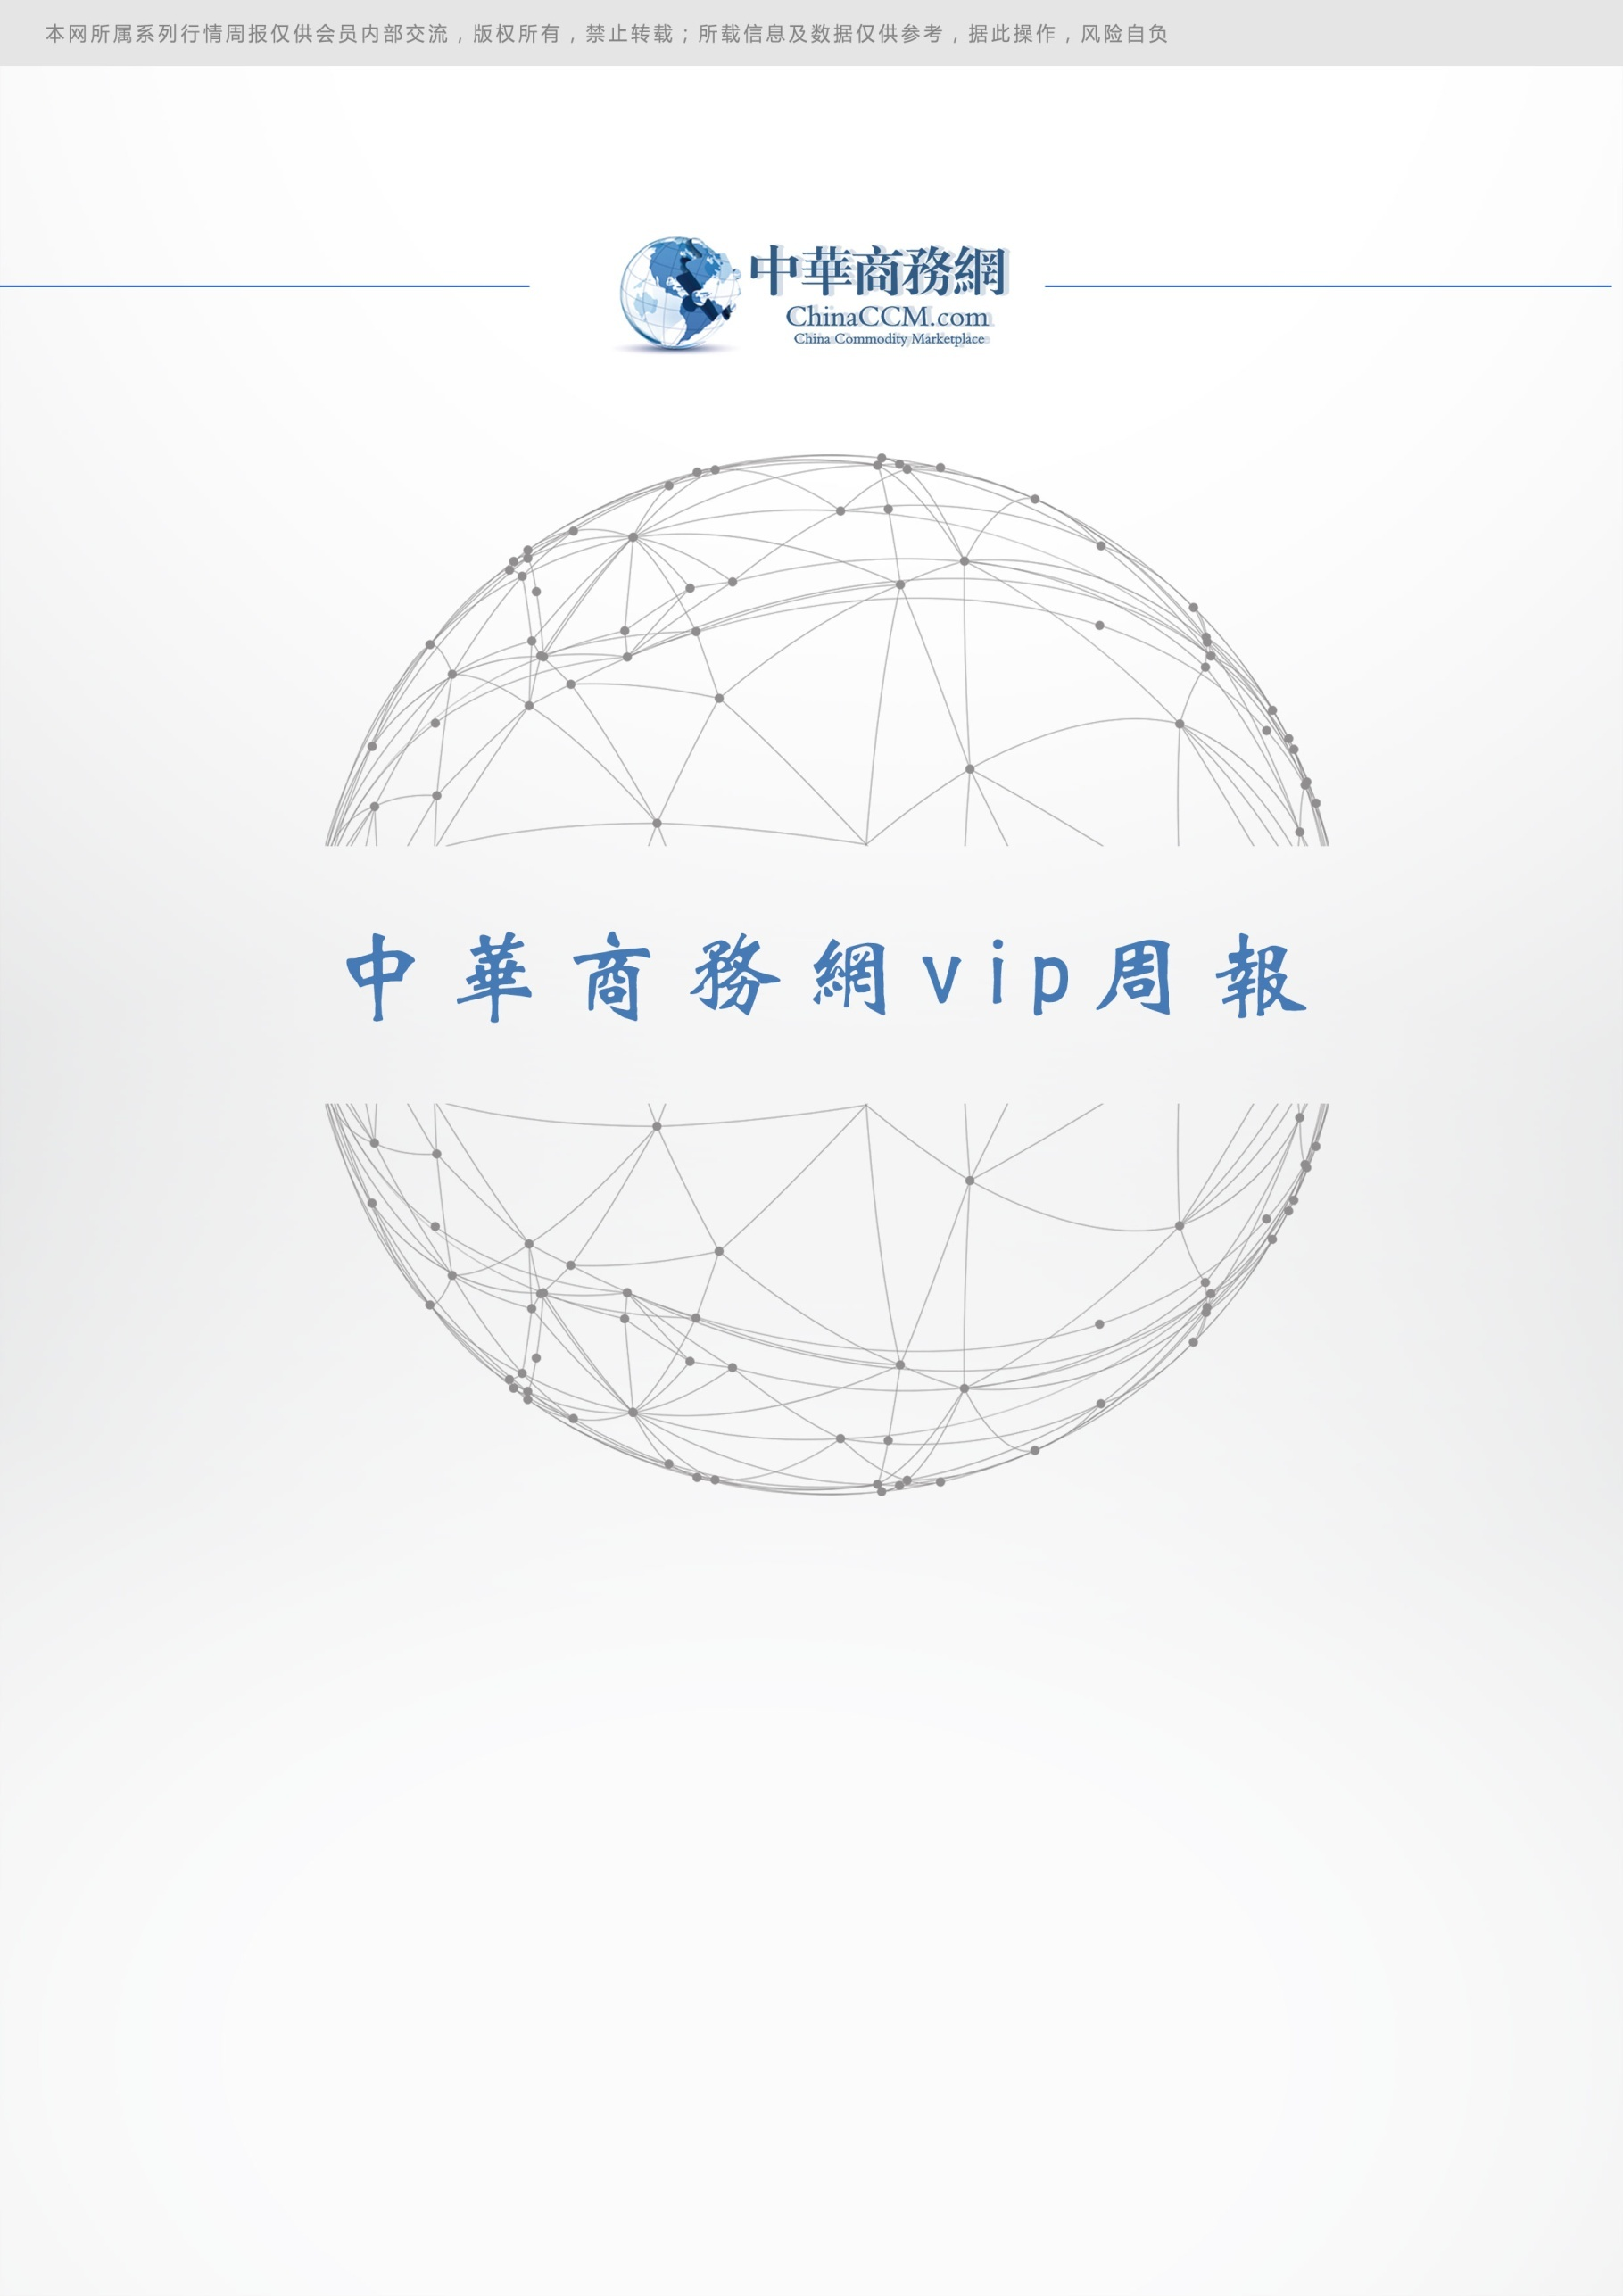 本网所属系列行情周报仅供会员内部交流，版权所有，禁止转载；所载信息及数据仅供参考，据此操作，风险自负
中華商務網
ChinaCCM.com
China Commodity Marketplace
中華商務網vip周報